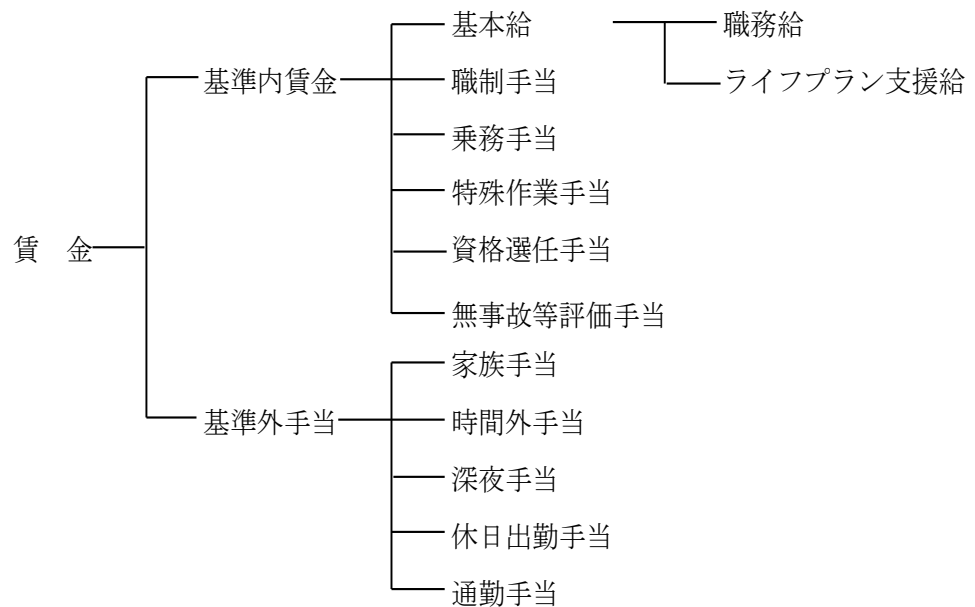 基本給
職務給
基準内賃金
職制手当
ライフプラン支援給
乗務手当
特殊作業手当
賃　金
資格選任手当
無事故等評価手当
家族手当
基準外手当
時間外手当
深夜手当
休日出勤手当
通勤手当